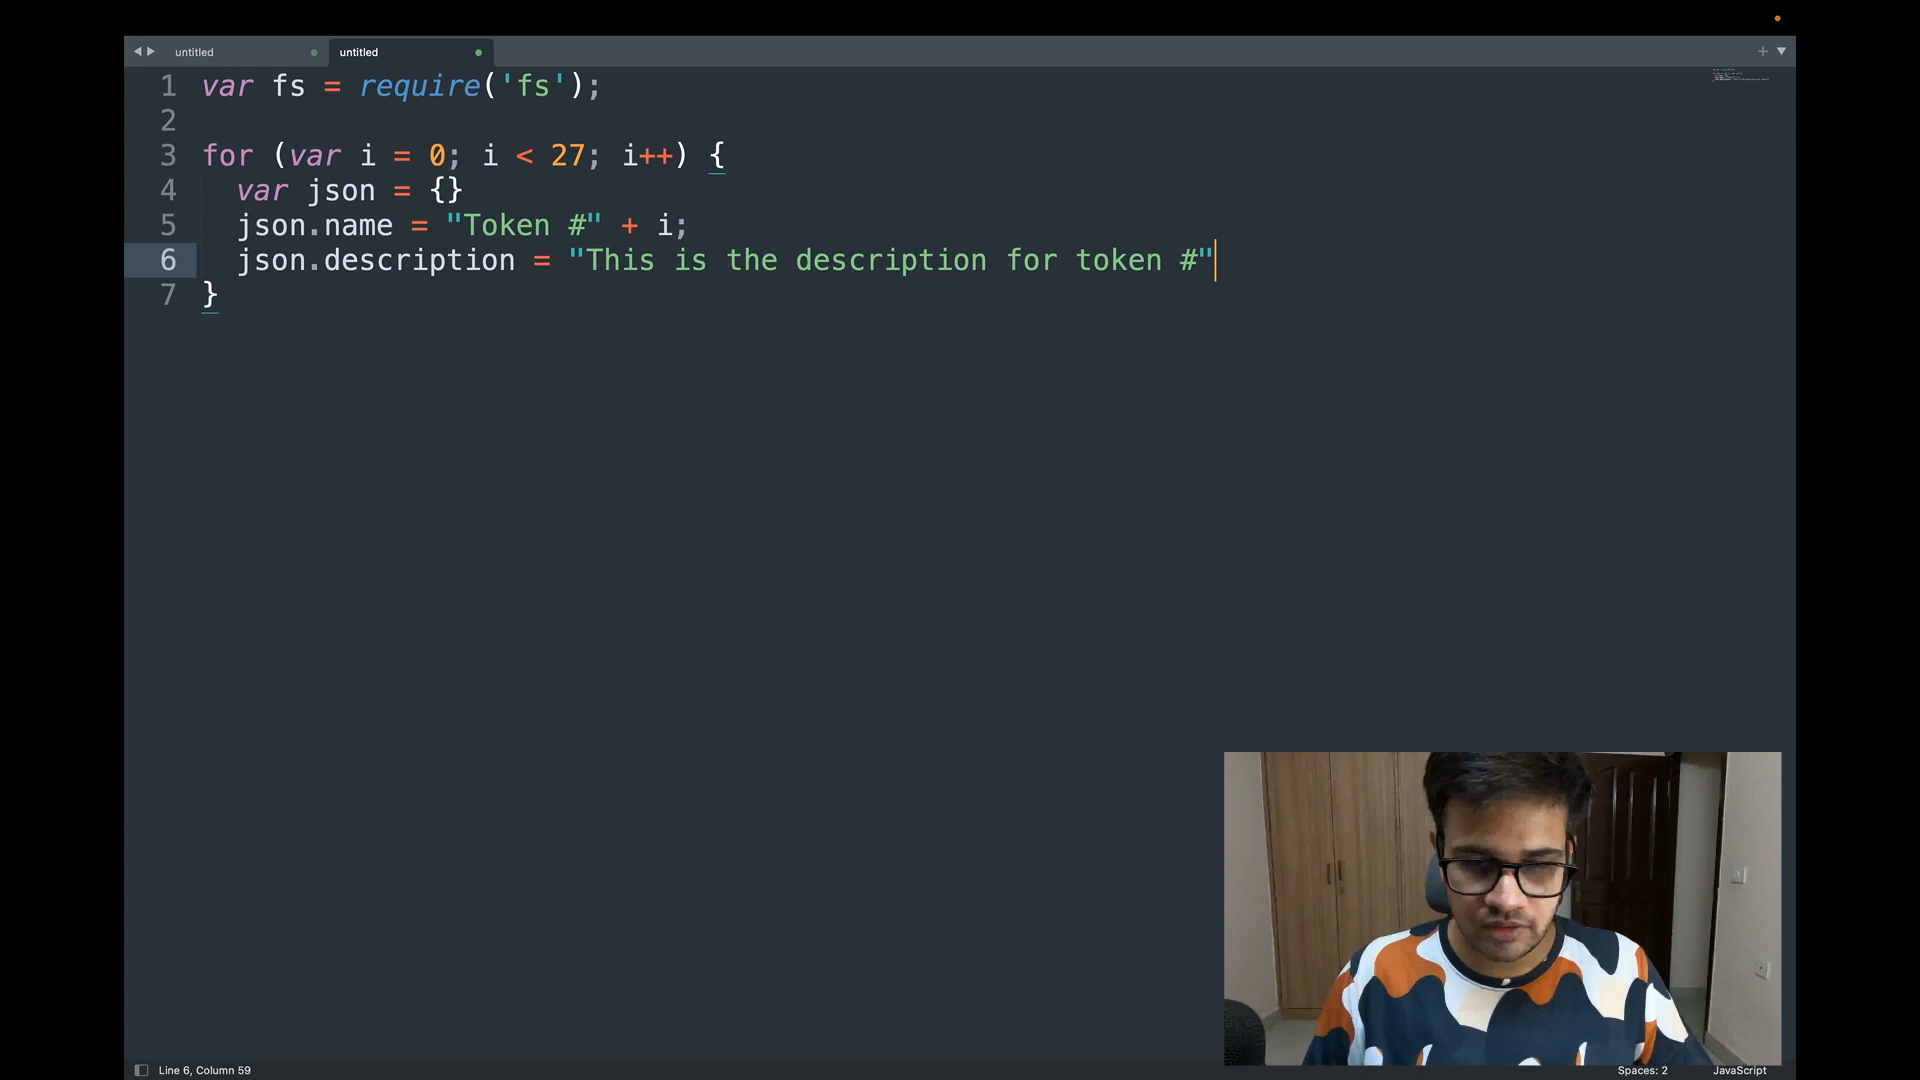 untitled
untitled
1 var fs = require('fs');
2
3 for (var i = 0; i < 27; i++) {
4 var json = {}
5 json.name = "Token #" + i;
6 json.description = "This is the description for token #"
7 }
Line 6, Column 59
Spaces: 2
JavaScript